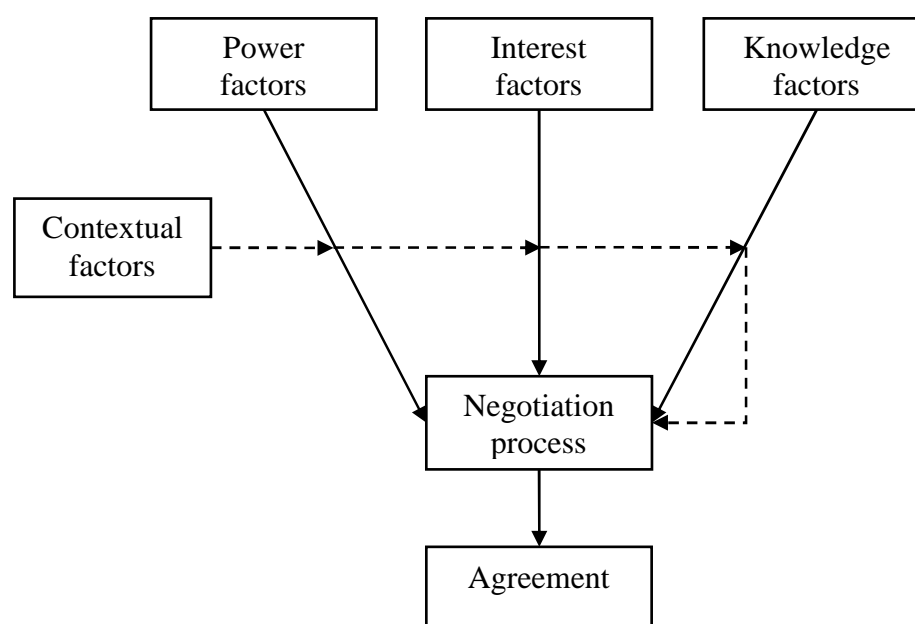 Power
factors
Interest
factors
Knowledge
factors
Contextual
factors
Negotiation
process
Agreement